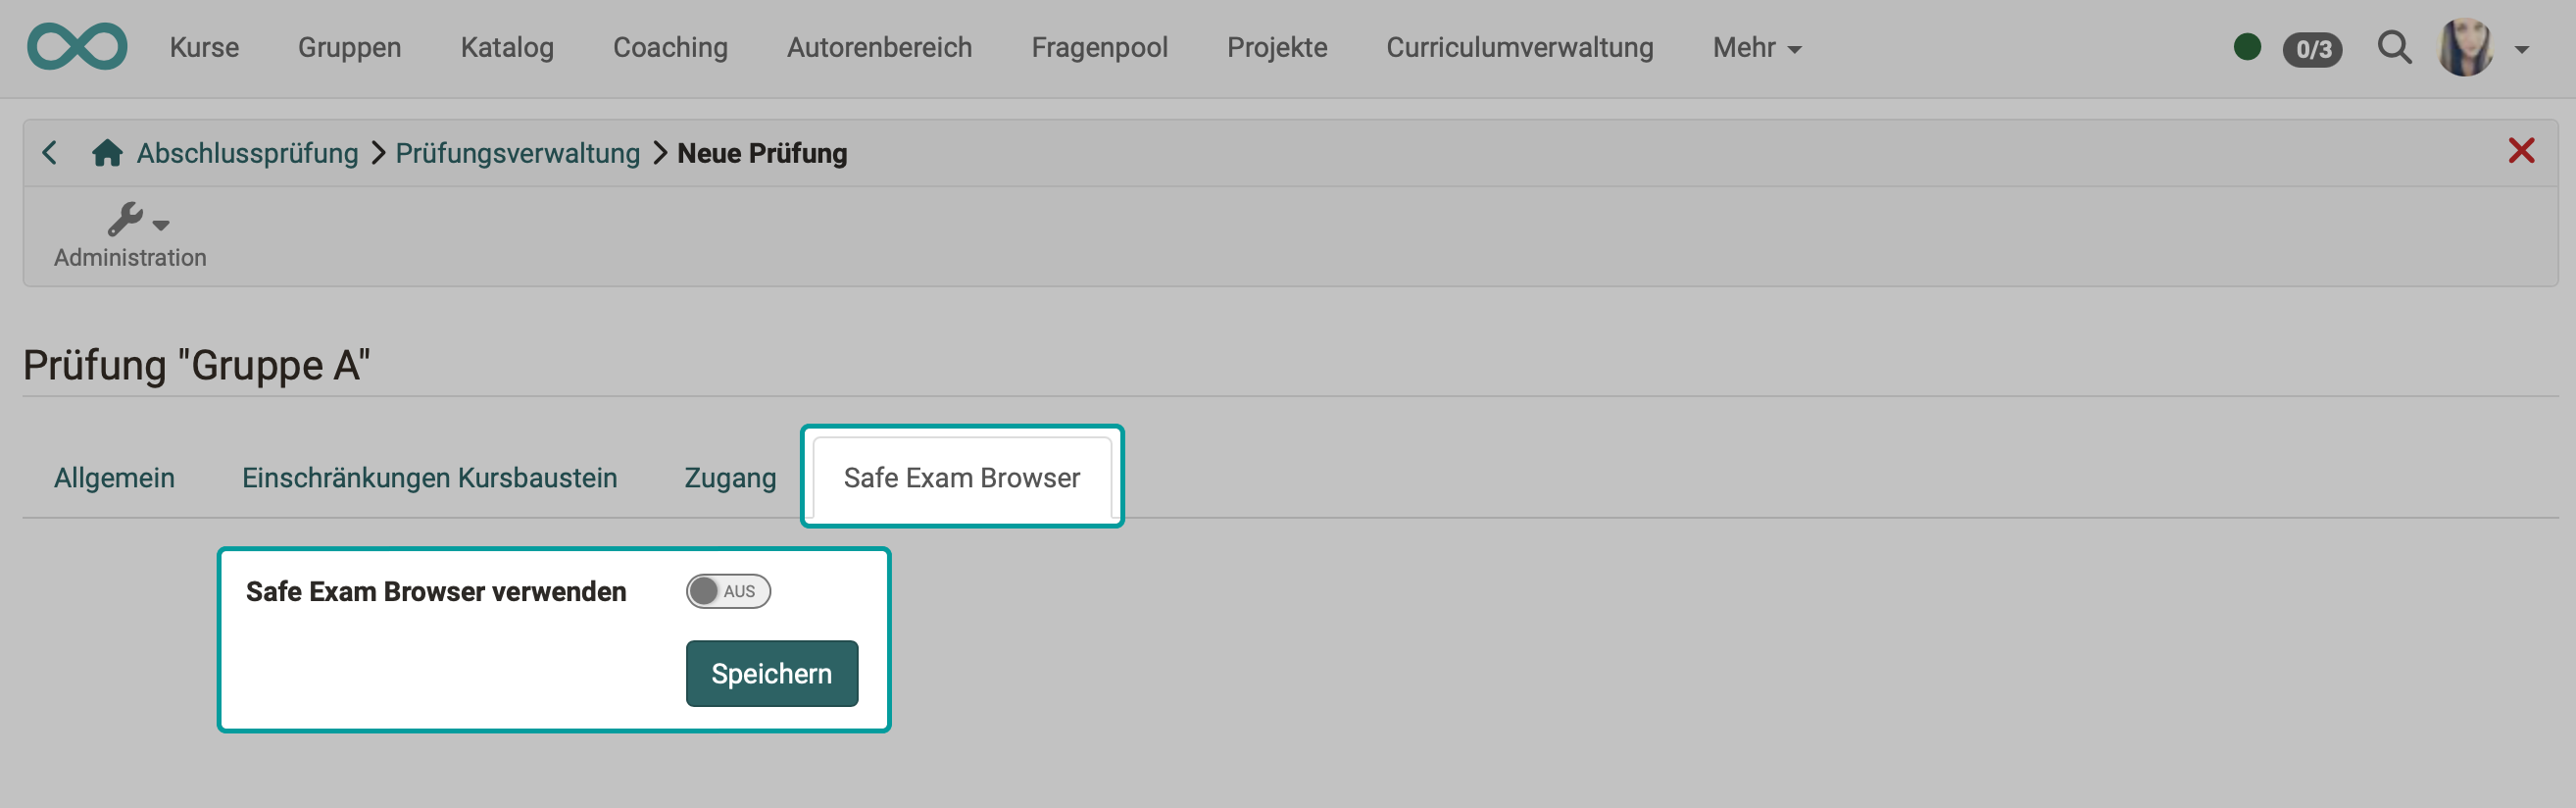 Kurse Gruppen Katalog Coaching Autorenbereich Fragenpool Projekte Curriculumverwaltung Mehr 0/3
Abschlussprüfung Prüfungsverwaltung Neue Prüfung
Administration
Prüfung "Gruppe A"
Allgemein Einschränkungen Kursbaustein Zugang Safe Exam Browser
Safe Exam Browser verwenden AUS
Speichern